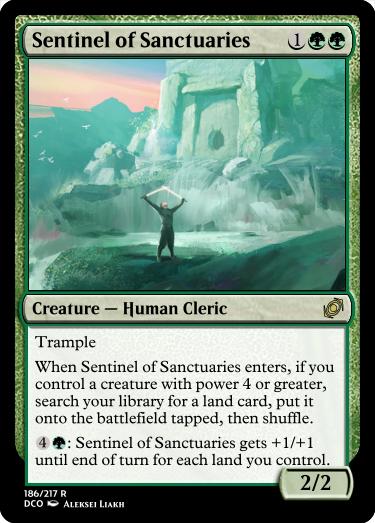 Sentinel of Sanctuaries 1
Creature — Human Cleric
Trample
When Sentinel of Sanctuaries enters, if you
control a creature with power 4 or greater,
search your library for a land card, put it
onto the battlefield tapped, then shuffle.
4 : Sentinel of Sanctuaries gets +1/+1
until end of turn for each land you control.
2/2
186/217 R
DCO Aleksei Liakh